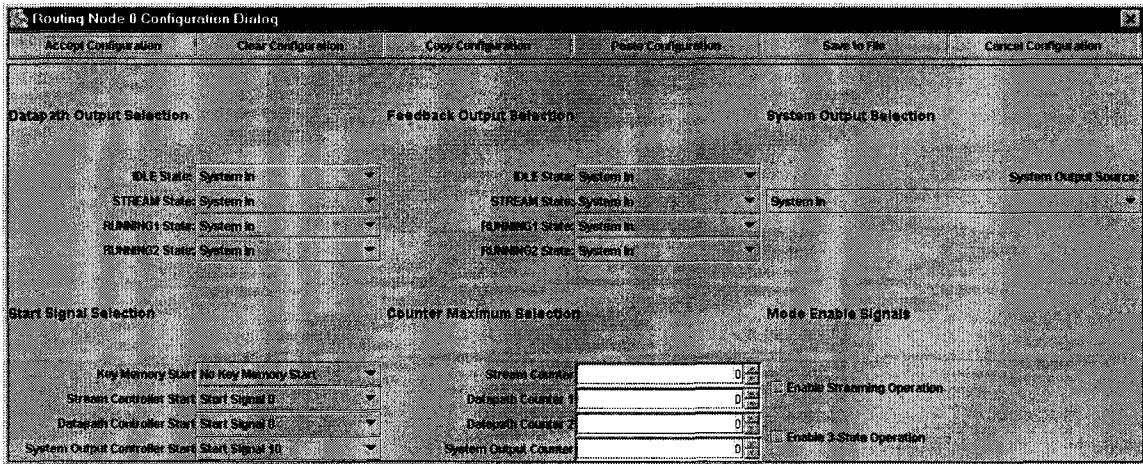 Routing Node 0 Configuration Dialog
Accept Configuration Clear Configuration Copy Configuration Paste Configuration Save to File Cancel Configuration
Datapath Output Selection Feedback Output Selection System Output Selection
IDLE State: System In IDLE State: System In System Output Source:
STREAM State: System In STREAM State: System In System In
RUNNING1 State: System In RUNNING1 State: System In
RUNNING2 State: System In RUNNING2 State: System In
Start Signal Selection Counter Maximum Selection Mode Enable Signals
Key Memory Start No Key Memory Start Stream Counter 0
Enable Streaming Operation
Stream Controller Start Start Signal 0 Datapath Counter 1 0
Datapath Controller Start Start Signal 0 Datapath Counter 2 0
Enable 3-State Operation
System Output Controller Start Start Signal 10 System Output Counter 0